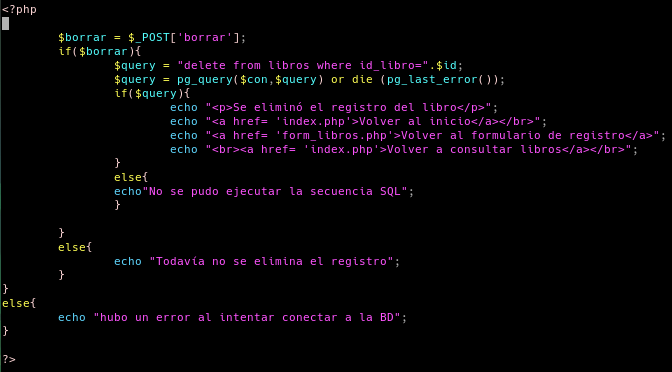 <?php
$borrar = $_POST['borrar'];
if($borrar){
$query = "delete from libros where id_libro=".$id;
$query = pg_query($con,$query) or die (pg_last_error());
if($query){
echo "<p>Se eliminó el registro del libro</p>";
echo "<a href= 'index.php'>Volver al inicio</a></br>";
echo "<a href= 'form_libros.php'>Volver al formulario de registro</a>";
echo "<br><a href= 'index.php'>Volver a consultar libros</a></br>";
}
else{
echo"No se pudo ejecutar la secuencia SQL";
}
}
else{
echo "Todavía no se elimina el registro";
}
}
else{
echo "hubo un error al intentar conectar a la BD";
}
?>